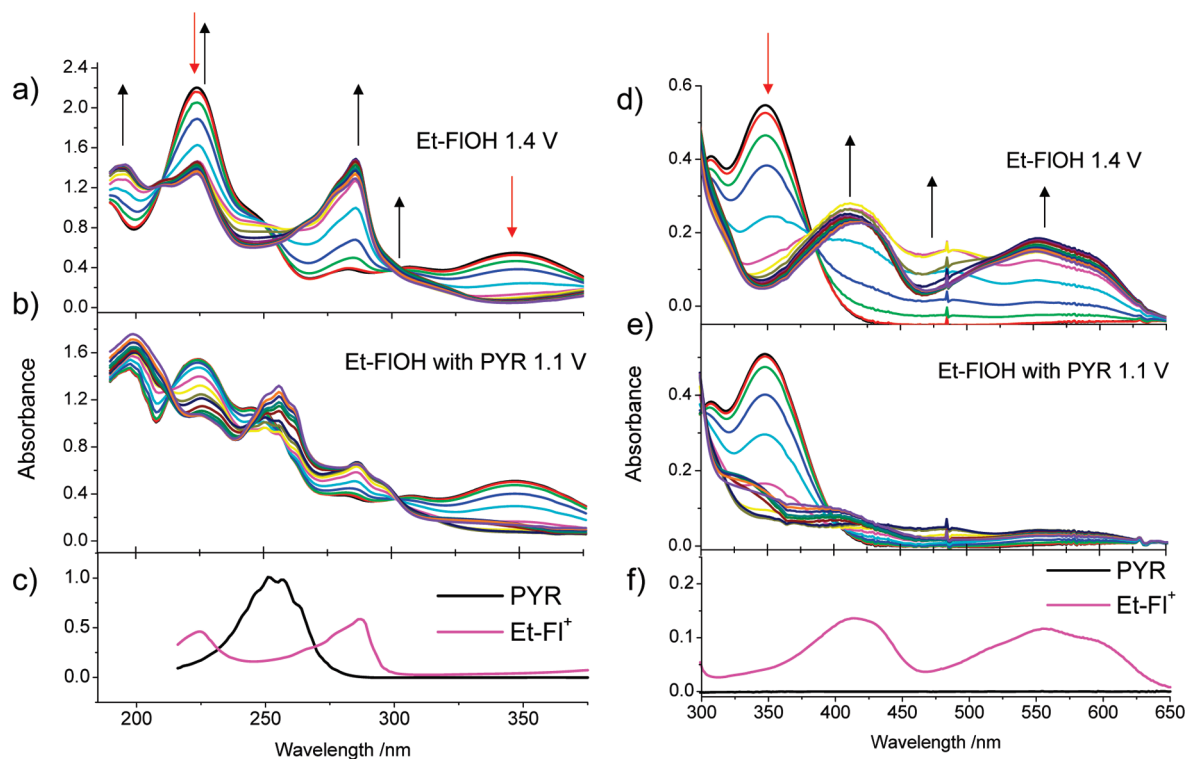 a)
2.4
2.0
1.6
1.2
0.8
0.4
0.0
Et-FlOH 1.4 V
b)
1.6
1.2
0.8
0.4
0.0
Et-FlOH with PYR 1.1 V
Absorbance
c)
1.0
0.5
0.0
PYR
Et-Fl⁺
200 250 300 350
Wavelength /nm
d)
0.6
0.4
0.2
0.0
Et-FlOH 1.4 V
e)
0.4
0.2
0.0
Et-FlOH with PYR 1.1 V
Absorbance
f)
0.2
0.1
0.0
PYR
Et-Fl⁺
300 350 400 450 500 550 600 650
Wavelength /nm